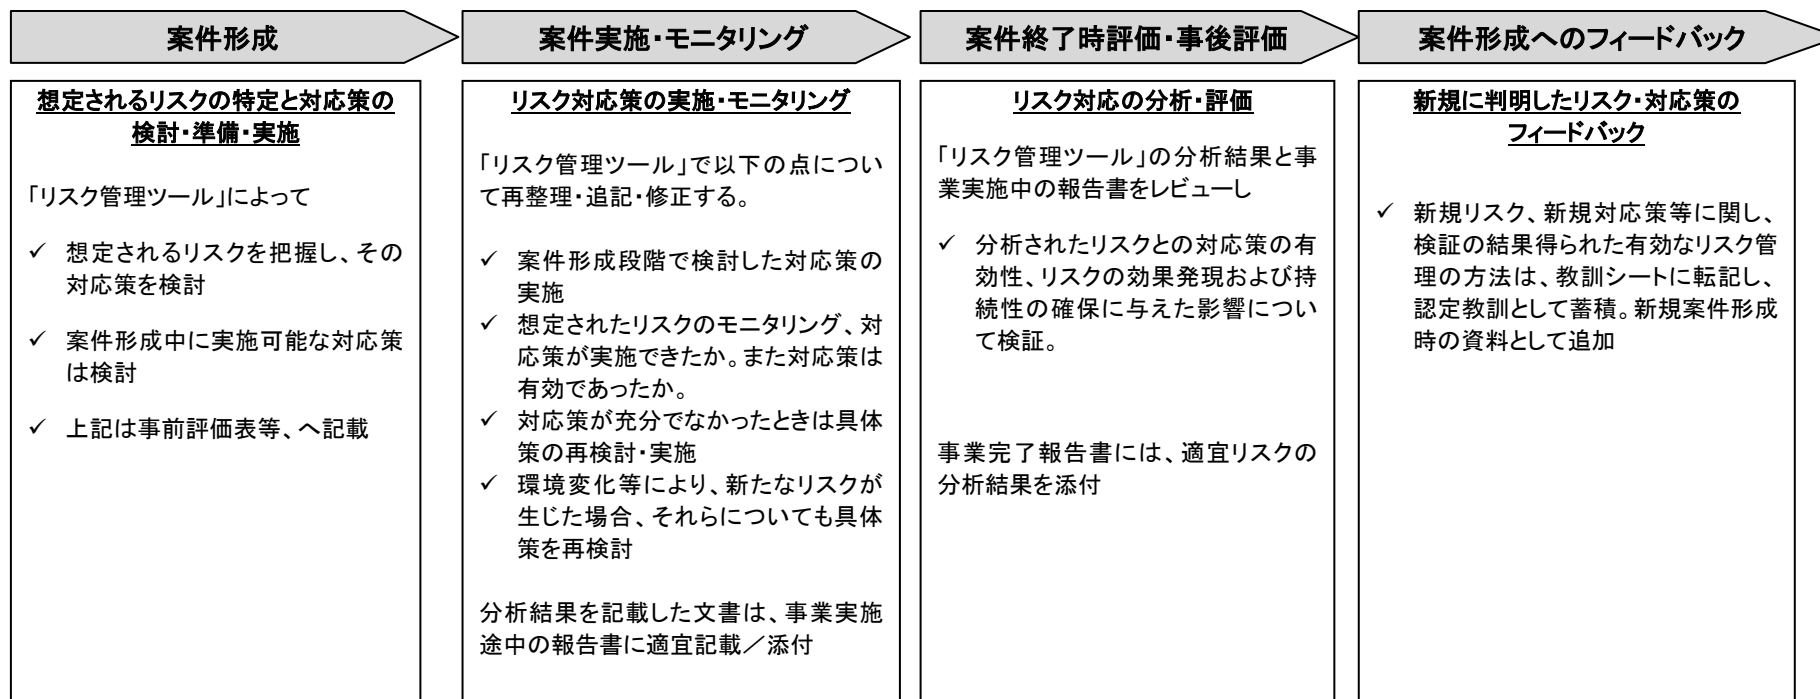 案件形成
案件実施・モニタリング
案件終了時評価・事後評価
案件形成へのフィードバック
想定されるリスクの特定と対応策の
検討・準備・実施
「リスク管理ツール」によって
✓ 想定されるリスクを把握し、その
対応策を検討
✓ 案件形成中に実施可能な対応策
は検討
✓ 上記は事前評価表等、へ記載
リスク対応策の実施・モニタリング
「リスク管理ツール」で以下の点につい
て再整理・追記・修正する。
✓ 案件形成段階で検討した対応策の
実施
✓ 想定されたリスクのモニタリング、対
応策が実施できたか。また対応策は
有効であったか。
✓ 対応策が充分でなかったときは具体
策の再検討・実施
✓ 環境変化等により、新たなリスクが
生じた場合、それらについても具体
策を再検討
分析結果を記載した文書は、事業実施
途中の報告書に適宜記載／添付
リスク対応の分析・評価
「リスク管理ツール」の分析結果と事
業実施中の報告書をレビューし
✓ 分析されたリスクとの対応策の有
効性、リスクの効果発現および持
続性の確保に与えた影響につい
て検証。
事業完了報告書には、適宜リスクの
分析結果を添付
新規に判明したリスク・対応策の
フィードバック
✓ 新規リスク、新規対応策等に関し、
検証の結果得られた有効なリスク管
理の方法は、教訓シートに転記し、
認定教訓として蓄積。新規案件形成
時の資料として追加